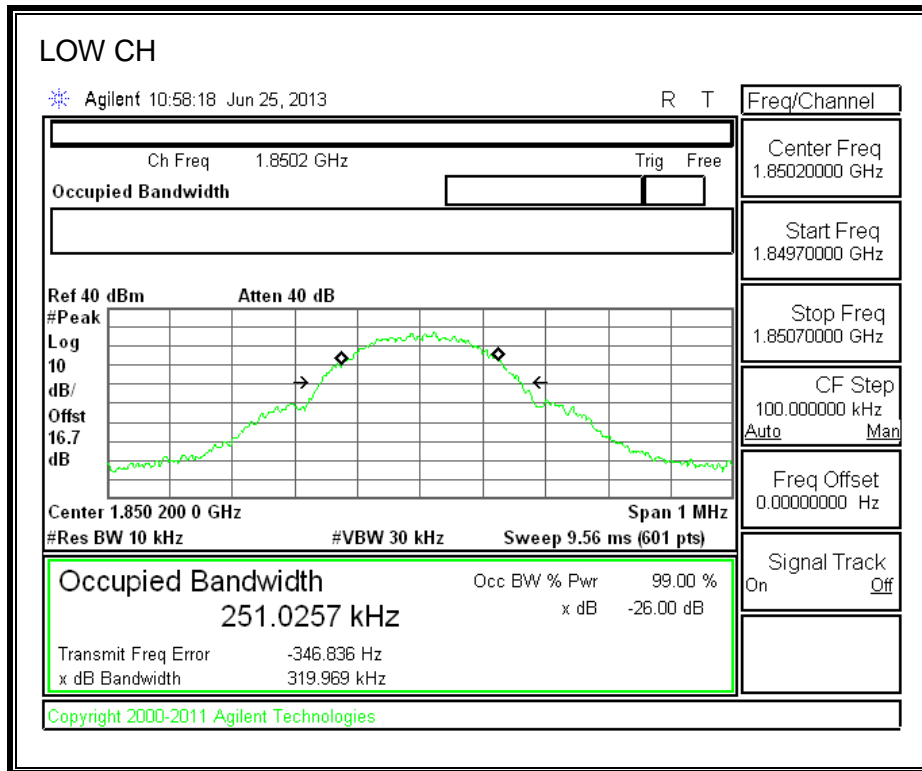 LOW CH
Agilent 10:58:18 Jun 25, 2013 R T
Freq/Channel
Ch Freq 1.8502 GHz Trig Free
Occupied Bandwidth
Center Freq
1.85020000 GHz
Start Freq
1.84970000 GHz
Stop Freq
1.85070000 GHz
CF Step
100.000000 kHz
Auto Man
Freq Offset
0.00000000 Hz
Signal Track
On Off
Ref 40 dBm Atten 40 dB
#Peak
Log
10
dB/
Offst
16.7
dB
Center 1.850 200 0 GHz Span 1 MHz
#Res BW 10 kHz #VBW 30 kHz Sweep 9.56 ms (601 pts)
Occupied Bandwidth Occ BW % Pwr 99.00 %
251.0257 kHz x dB -26.00 dB
Transmit Freq Error -346.836 Hz
x dB Bandwidth 319.969 kHz
Copyright 2000-2011 Agilent Technologies